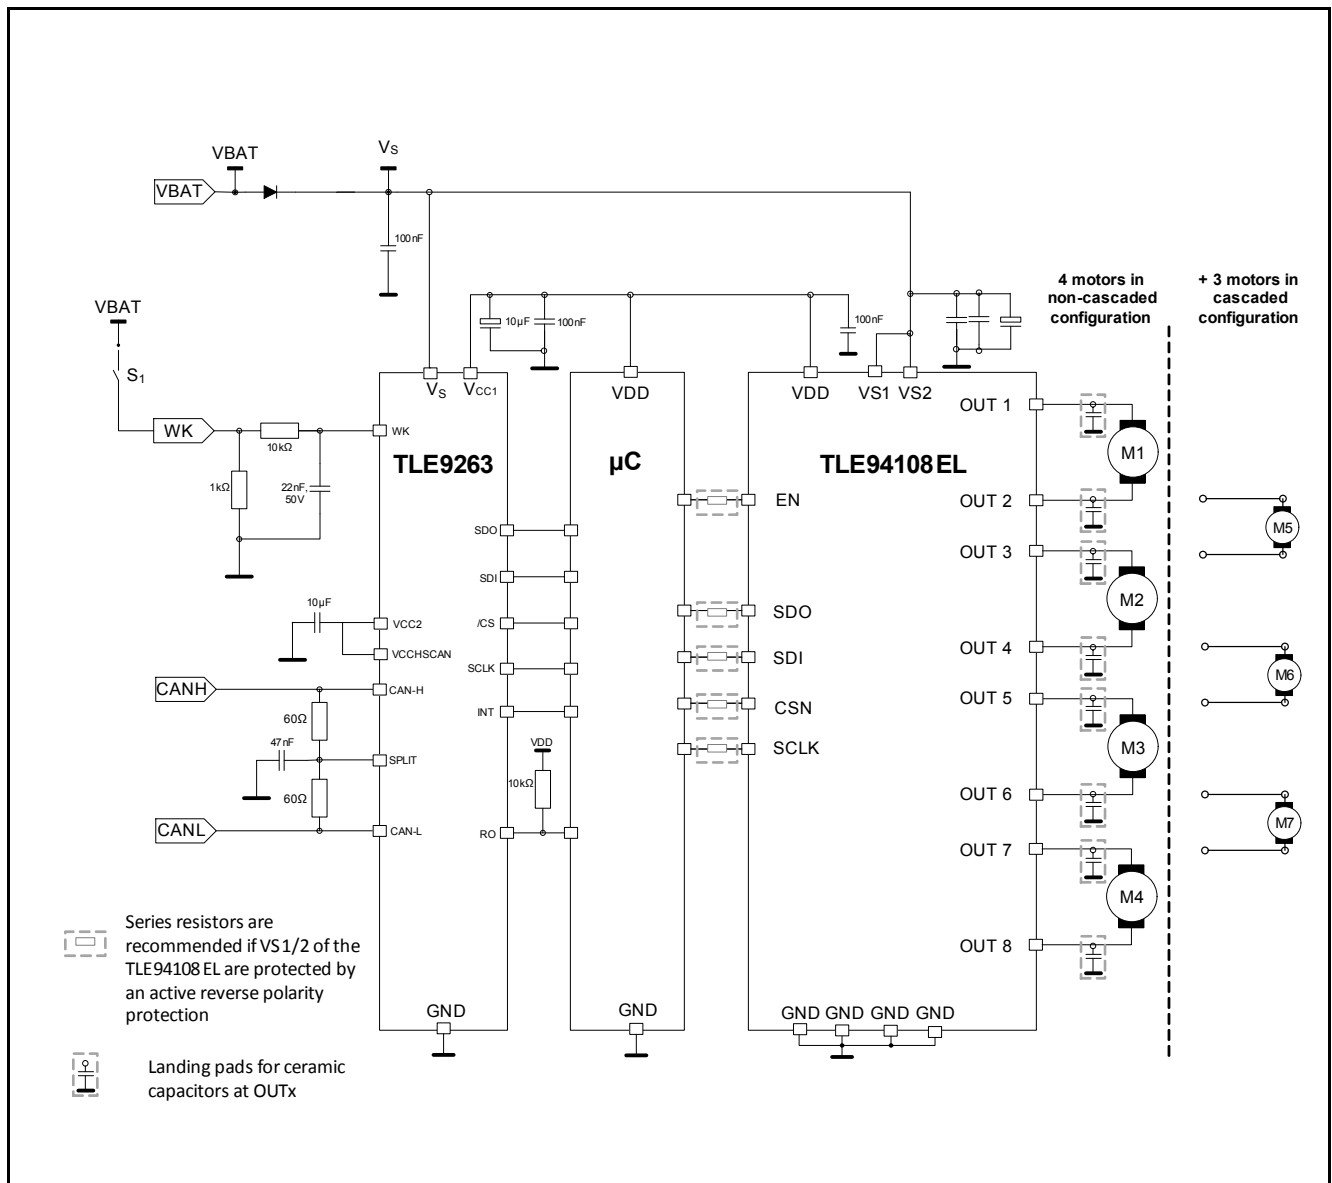 VBAT
VS
VBAT
100nF
4 motors in
non-cascaded
configuration
+ 3 motors in
cascaded
configuration
VBAT
10µF
100nF
100nF
S1
VS
VCC1
VDD
VDD
VS1
VS2
OUT 1
WK
10kΩ
WK
TLE9263
µC
TLE94108EL
M1
1kΩ
22nF,
50V
EN
OUT 2
SDO
M5
OUT 3
SDI
10µF
M2
SDO
VCC2
/CS
VCCHSCAN
SDI
OUT 4
SCLK
M6
CANH
CAN-H
OUT 5
INT
CSN
60Ω
47nF
VDD
SCLK
M3
SPLIT
10kΩ
60Ω
OUT 6
CANL
CAN-L
RO
M7
OUT 7
M4
Series resistors are
recommended if VS1/2 of the
TLE94108EL are protected by
an active reverse polarity
protection
OUT 8
GND
GND
GND
GND
GND
GND
Landing pads for ceramic
capacitors at OUTx